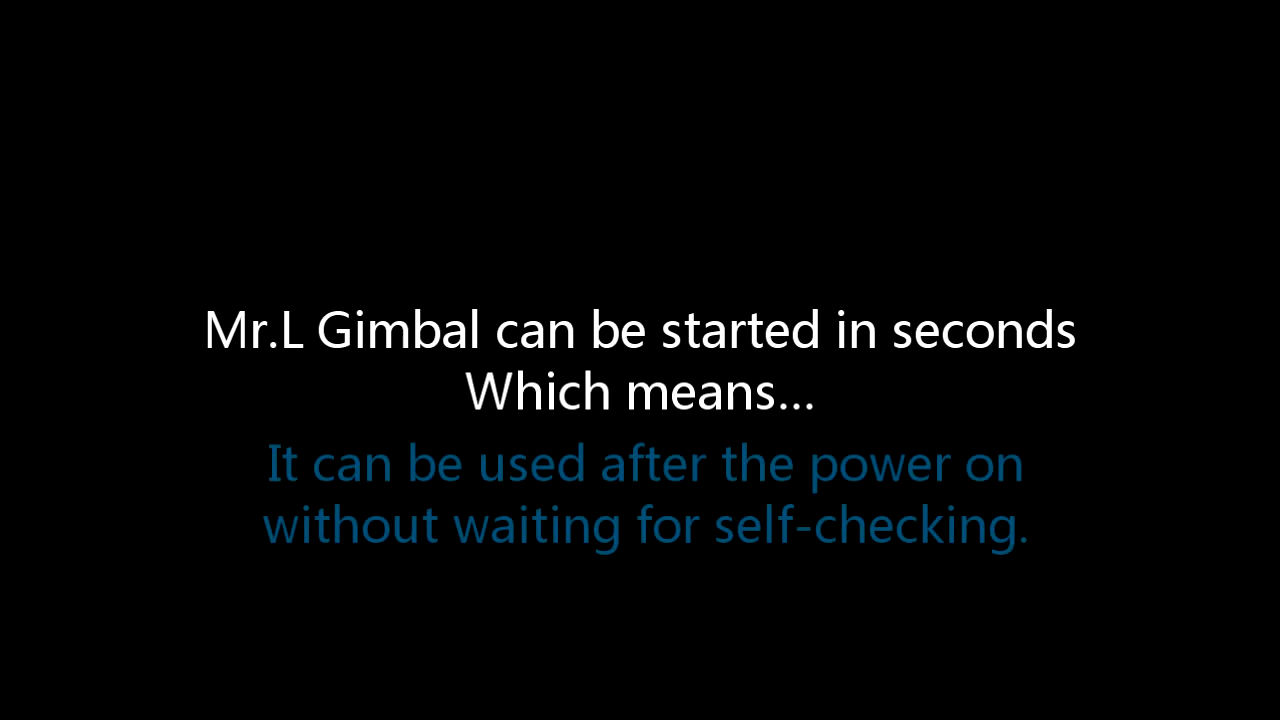 Mr.L Gimbal can be started in seconds
Which means...
It can be used after the power on
without waiting for self-checking.